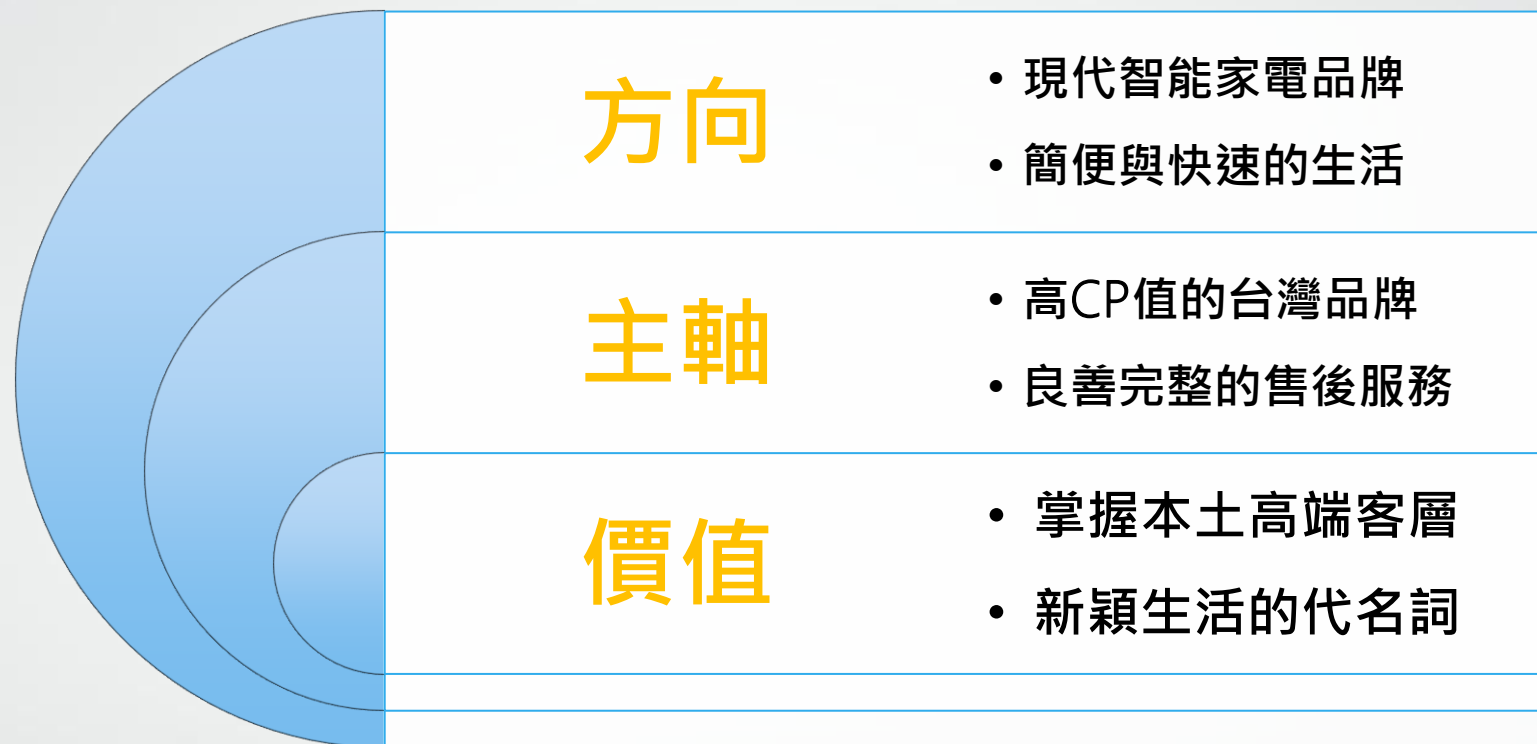 方向
• 現代智能家電品牌
• 簡便與快速的生活
主軸
• 高CP值的台灣品牌
• 良善完整的售後服務
價值
• 掌握本土高端客層
• 新穎生活的代名詞